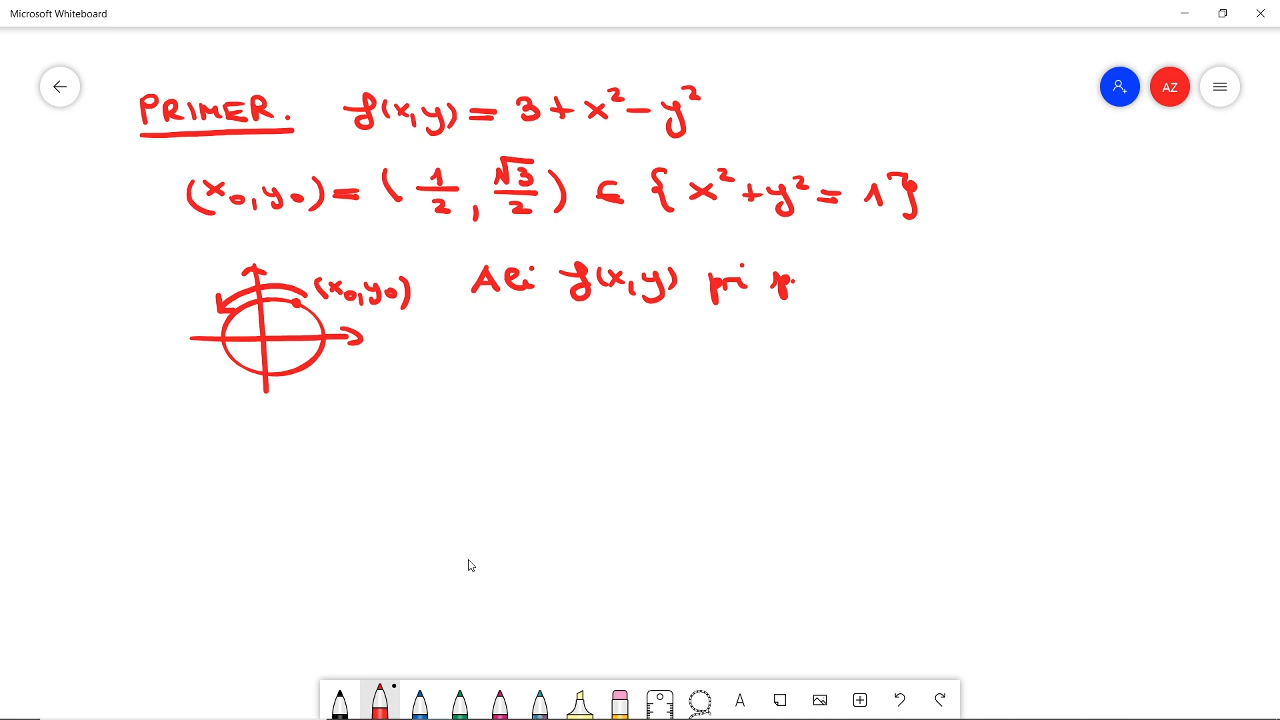 Microsoft Whiteboard
AZ
PRIMER. f(x,y) = 3 + x² - y²
(x₀,y₀) = (1/2, √3/2) ⊂ { x² + y² = 1 }
(x₀,y₀)
Ali f(x,y) pri
A